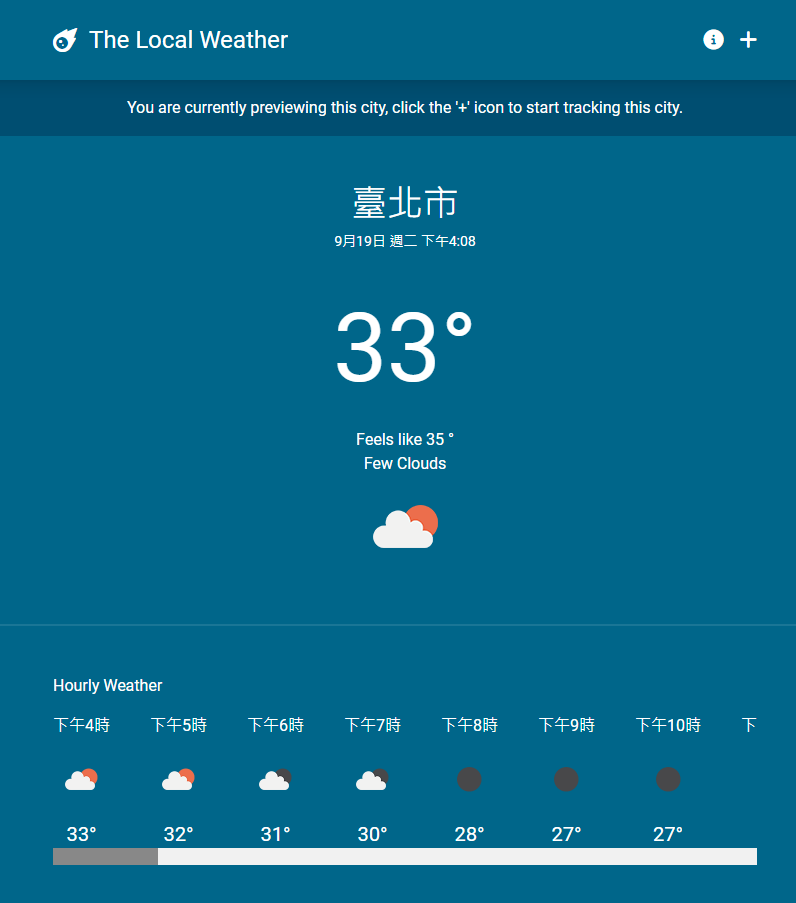 The Local Weather
You are currently previewing this city, click the '+' icon to start tracking this city.
臺北市
9月19日 週二 下午4:08
33°
Feels like 35 °
Few Clouds
Hourly Weather
下午4時 下午5時 下午6時 下午7時 下午8時 下午9時 下午10時 下
33° 32° 31° 30° 28° 27° 27°